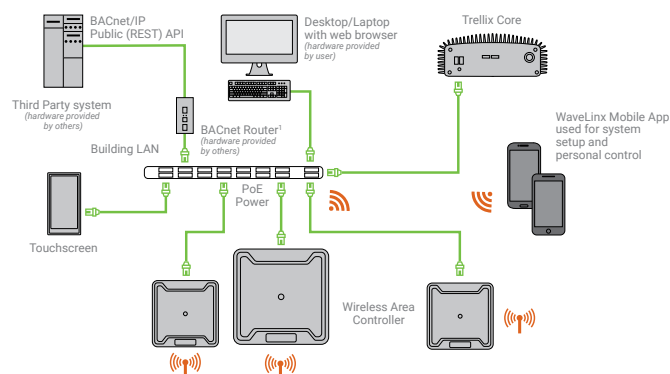 BACnet/IP
Public (REST) API
Third Party system
(hardware provided
by others)
Desktop/Laptop
with web browser
(hardware provided
by user)
Trellix Core
BACnet Router¹
(hardware provided
by others)
Building LAN
PoE
Power
WaveLinx Mobile App
used for system
setup and
personal control
Touchscreen
Wireless Area
Controller